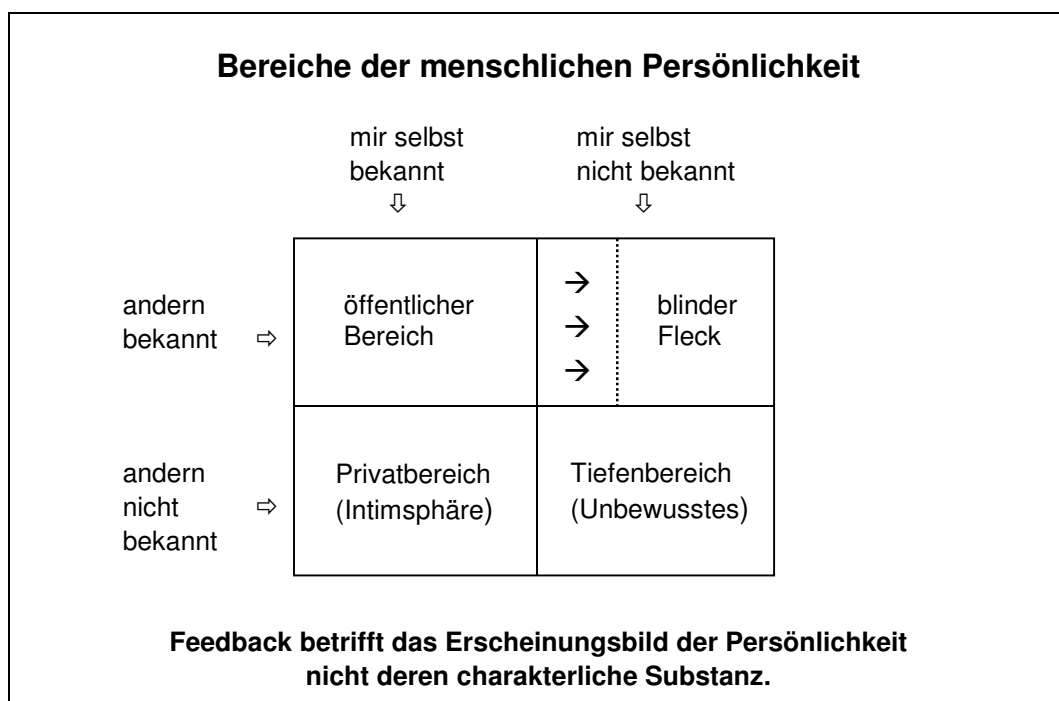 Bereiche der menschlichen Persönlichkeit
mir selbst
bekannt
⇩
mir selbst
nicht bekannt
⇩
andern
bekannt ⇨
öffentlicher
Bereich
→
→
→
blinder
Fleck
andern
nicht ⇨
bekannt
Privatbereich
(Intimsphäre)
Tiefenbereich
(Unbewusstes)
Feedback betrifft das Erscheinungsbild der Persönlichkeit
nicht deren charakterliche Substanz.